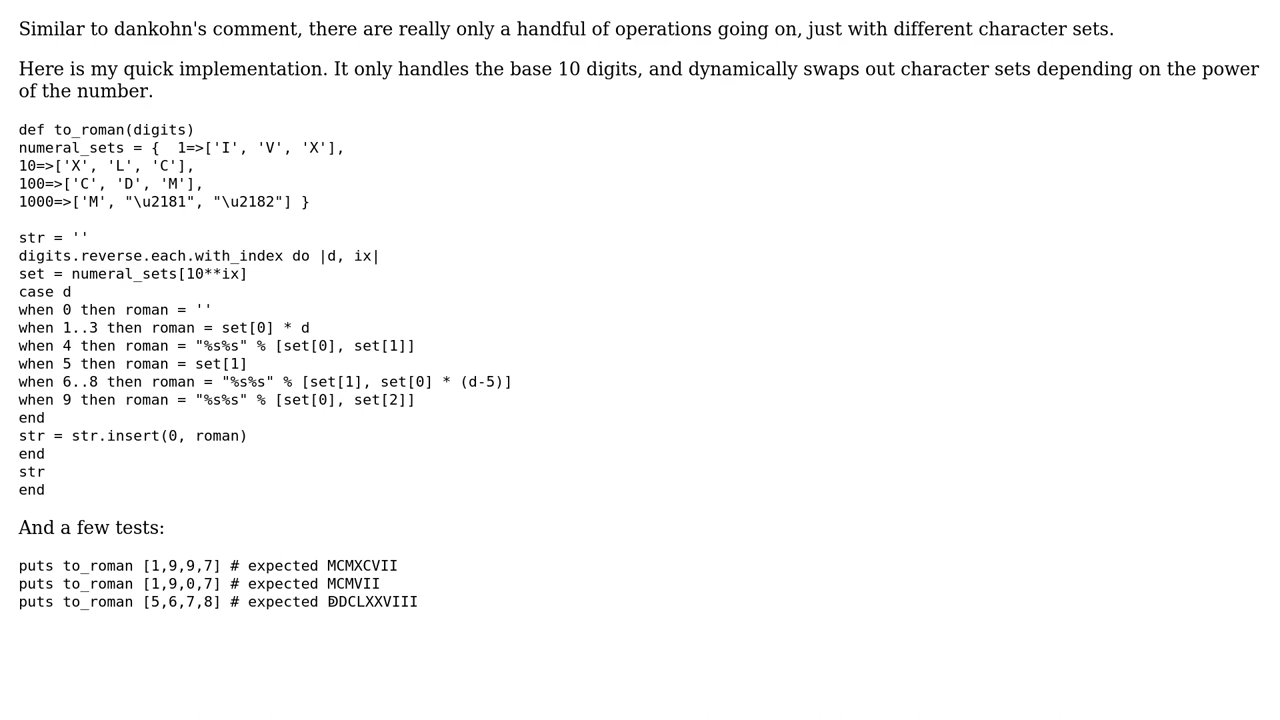 Similar to dankohn's comment, there are really only a handful of operations going on, just with different character sets.
Here is my quick implementation. It only handles the base 10 digits, and dynamically swaps out character sets depending on the power
of the number.
def to_roman(digits)
numeral_sets = {  1=>['I', 'V', 'X'],
10=>['X', 'L', 'C'],
100=>['C', 'D', 'M'],
1000=>['M', "\u2181", "\u2182"] }
str = ''
digits.reverse.each.with_index do |d, ix|
set = numeral_sets[10**ix]
case d
when 0 then roman = ''
when 1..3 then roman = set[0] * d
when 4 then roman = "%s%s" % [set[0], set[1]]
when 5 then roman = set[1]
when 6..8 then roman = "%s%s" % [set[1], set[0] * (d-5)]
when 9 then roman = "%s%s" % [set[0], set[2]]
end
str = str.insert(0, roman)
end
str
end
And a few tests:
puts to_roman [1,9,9,7] # expected MCMXCVII
puts to_roman [1,9,0,7] # expected MCMVII
puts to_roman [5,6,7,8] # expected ↁDCLXXVIII